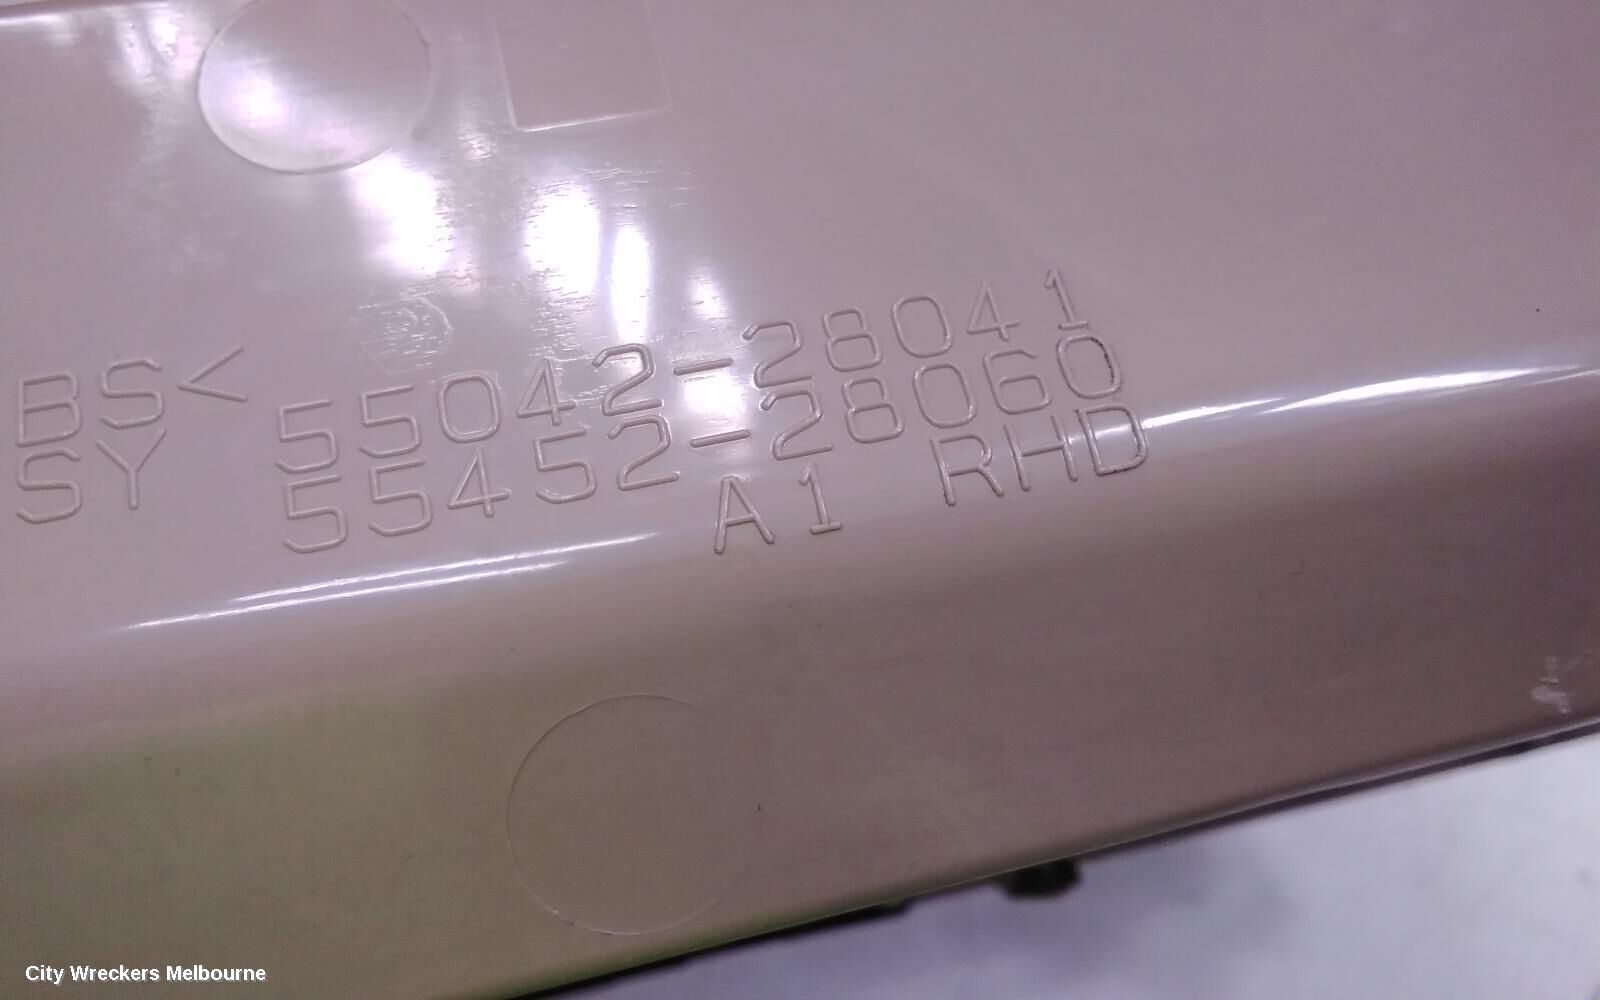 BS< 55042-28041
SY 55452-28060
A1 RHD
City Wreckers Melbourne